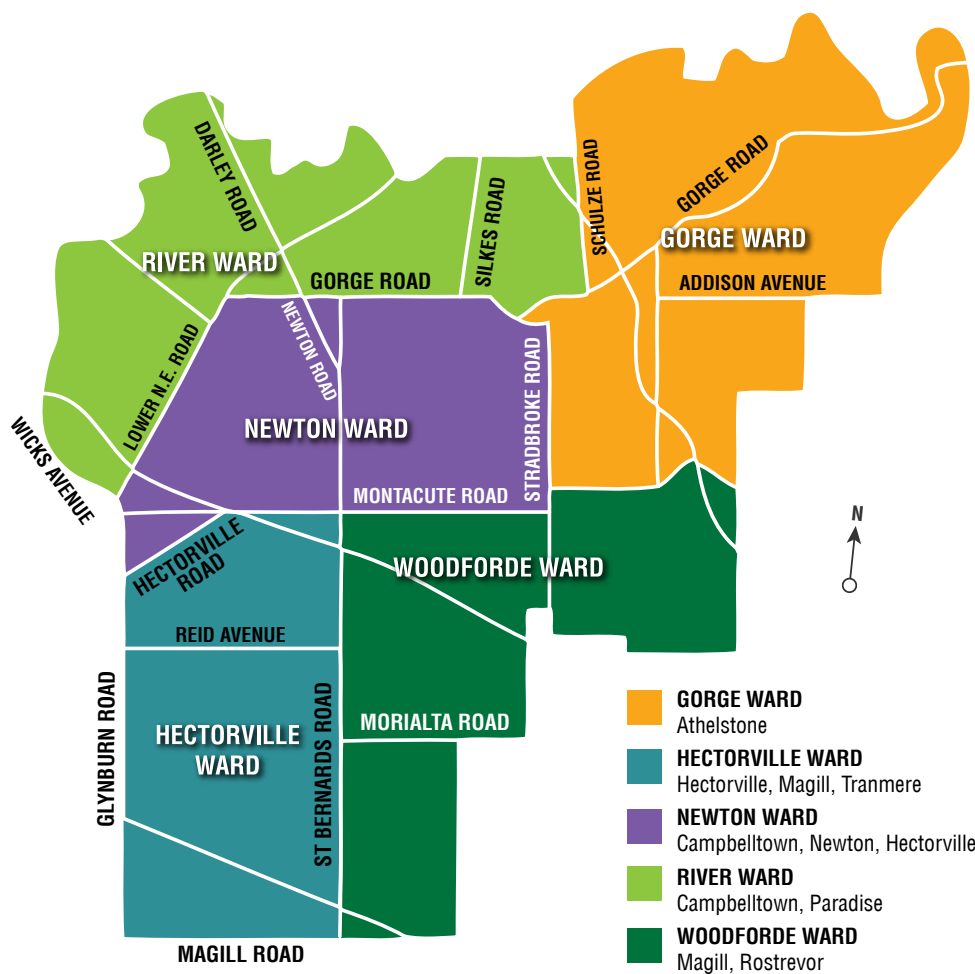 DARLEY ROAD
SCHULZE ROAD
GORGE ROAD
SILKES ROAD
GORGE WARD
RIVER WARD
GORGE ROAD
ADDISON AVENUE
NEWTON ROAD
LOWER N.E. ROAD
STRADBROKE ROAD
NEWTON WARD
WICKS AVENUE
MONTACUTE ROAD
N
HECTORVILLE
ROAD
WOODFORDE WARD
REID AVENUE
GLYNBURN ROAD
ST BERNARDS ROAD
MORIALTA ROAD
HECTORVILLE
WARD
MAGILL ROAD
GORGE WARD
Athelstone
HECTORVILLE WARD
Hectorville, Magill, Tranmere
NEWTON WARD
Campbelltown, Newton, Hectorville
RIVER WARD
Campbelltown, Paradise
WOODFORDE WARD
Magill, Rostrevor